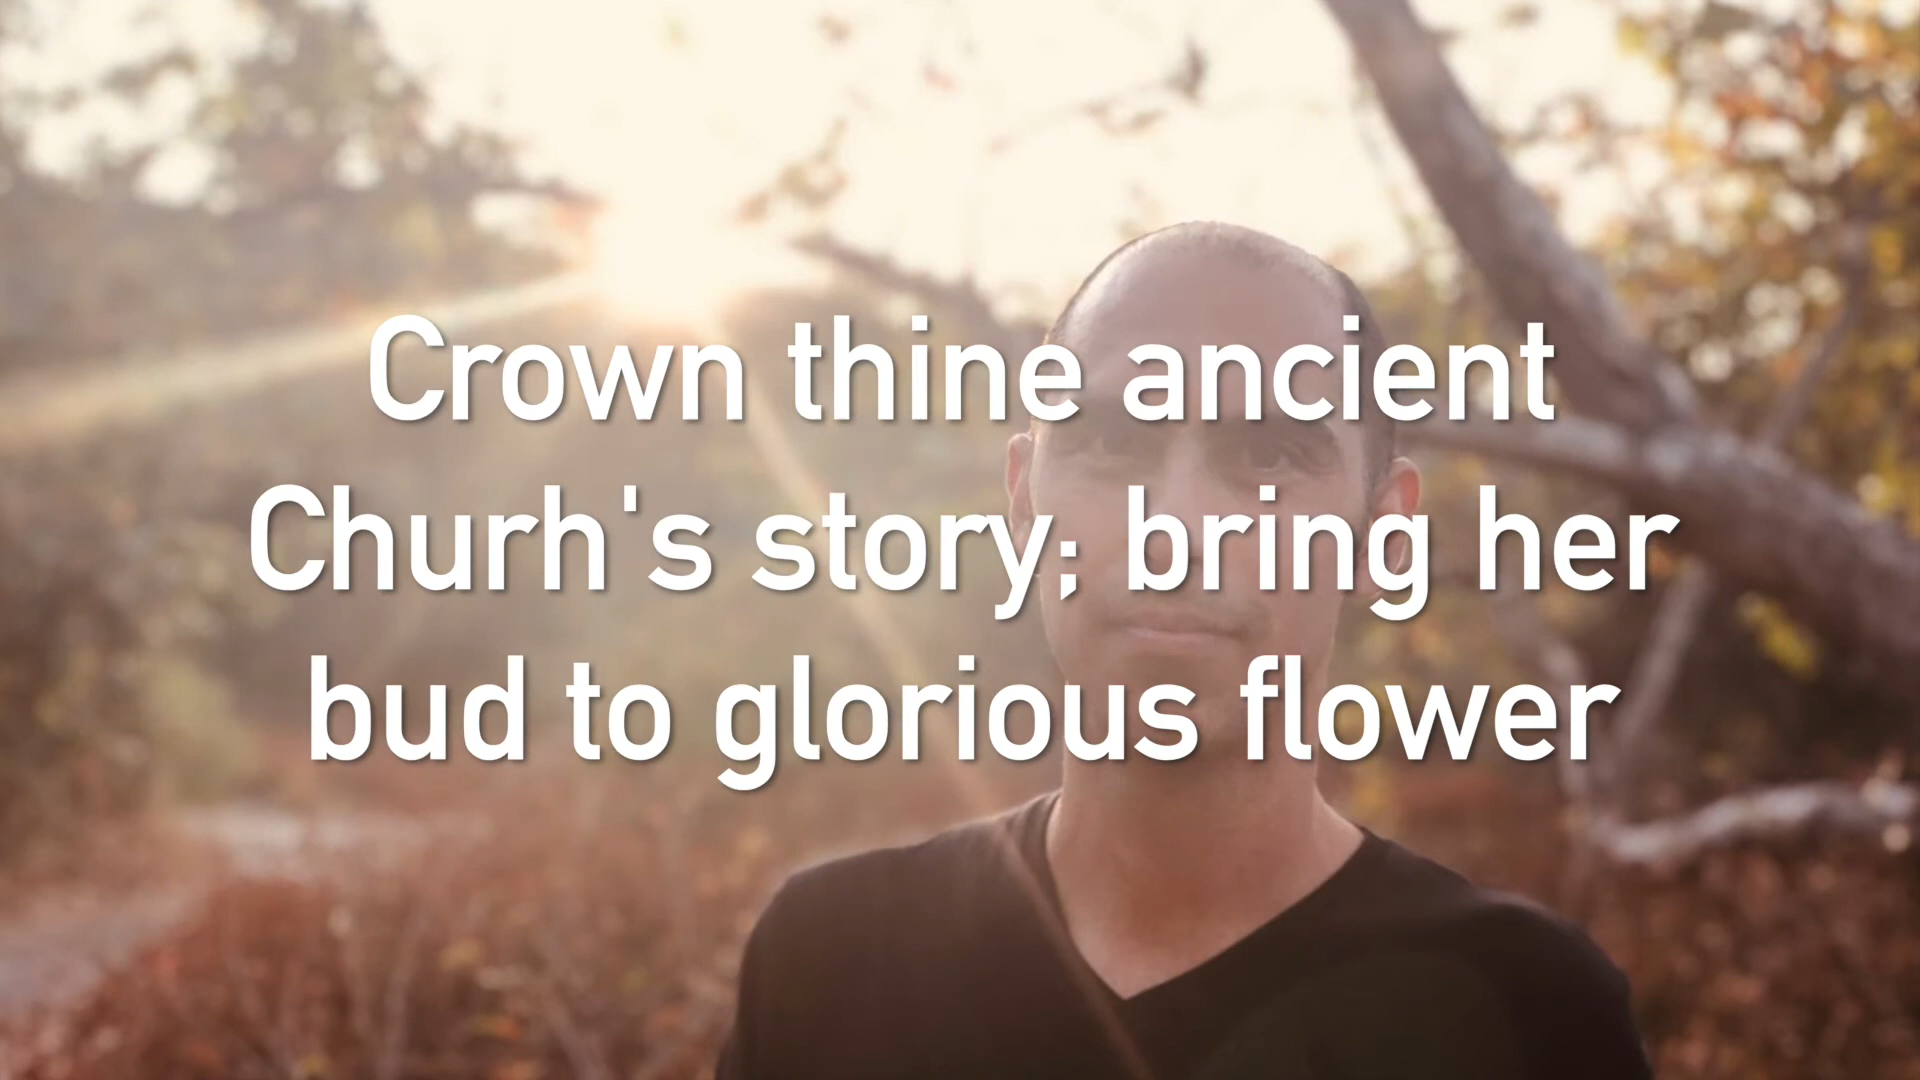 Crown thine ancient
Churh's story; bring her
bud to glorious flower